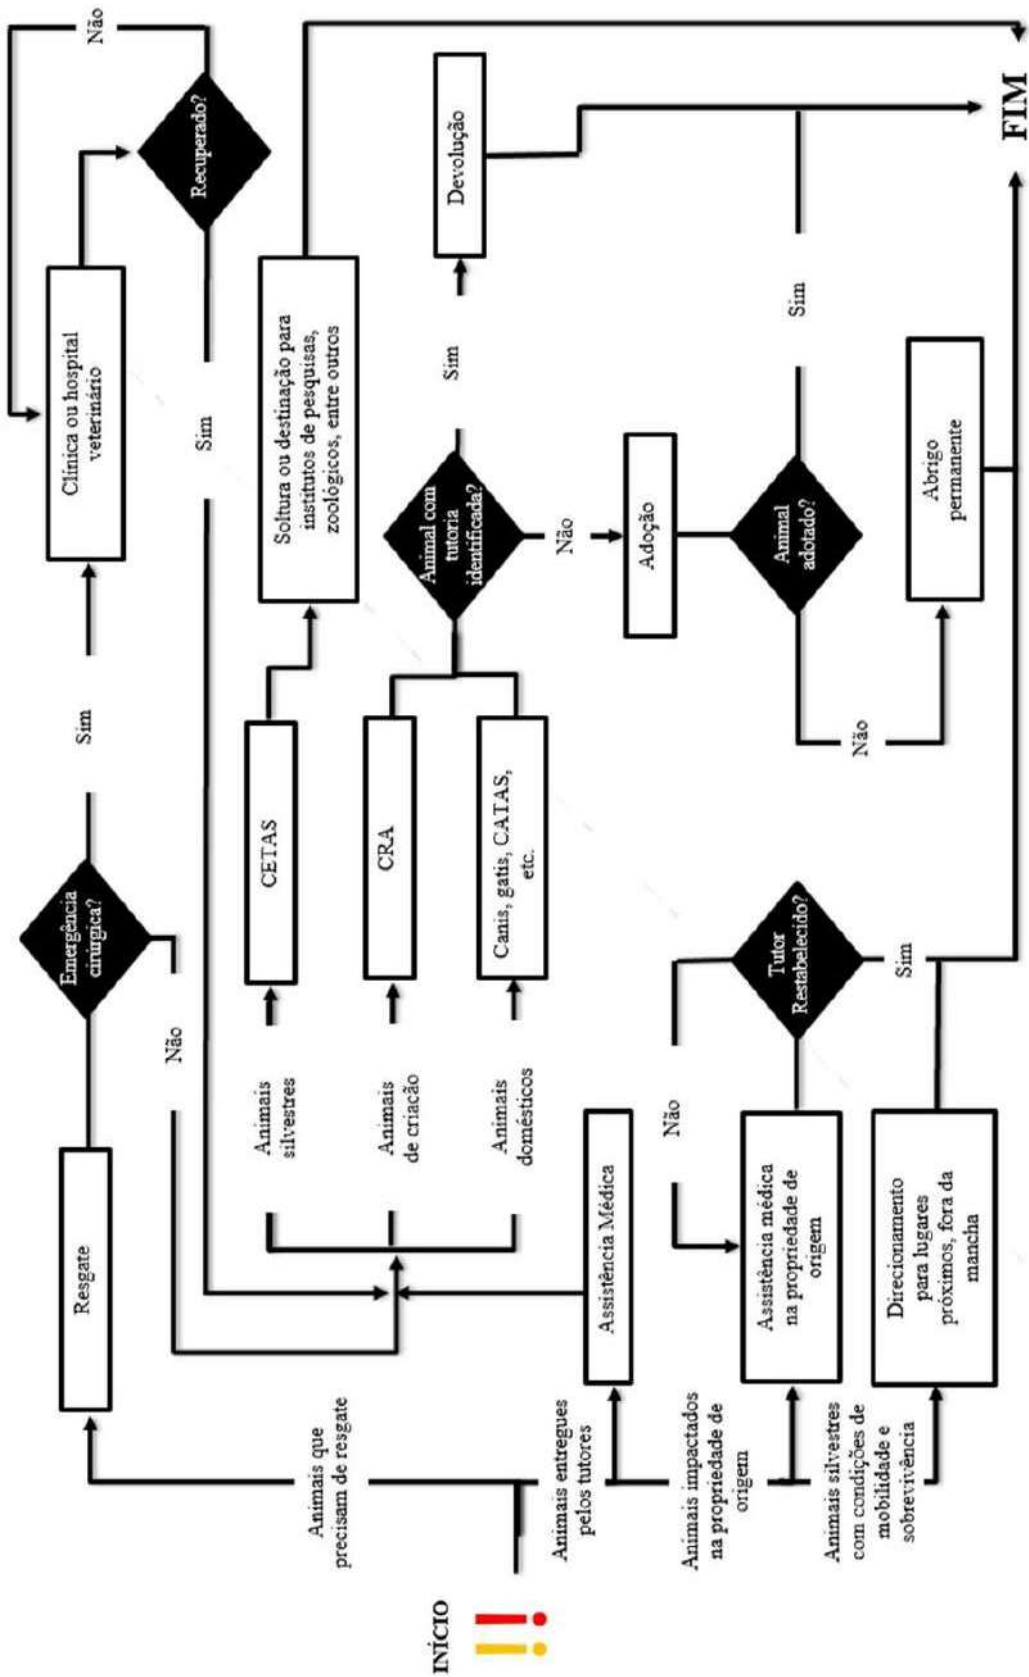 INÍCIO
Animais que
precisam de resgate
Animais entregues
pelos tutores
Animais impactados
na propriedade de
origem
Animais silvestres
com condições de
mobilidade e
sobrevivência
Resgate
Assistência Médica
Assistência médica
na propriedade de
origem
Direcionamento
para lugares
próximos, fora da
mancha
Emergência
cirúrgica?
Sim
Não
Clínica ou hospital
veterinário
Recuperado?
Não
Sim
Animais
silvestres
CETAS
Soltura ou destinação para
institutos de pesquisas,
zoológicos, entre outros
Animais
de criação
CRA
Animais
domésticos
Canis, gatis, CATAS,
etc.
Animal com
tutoria
identificada?
Sim
Devolução
Não
Adoção
Animal
adotado?
Sim
Não
Abrigo
permanente
Não
Tutor
Restabelecido?
Sim
FIM